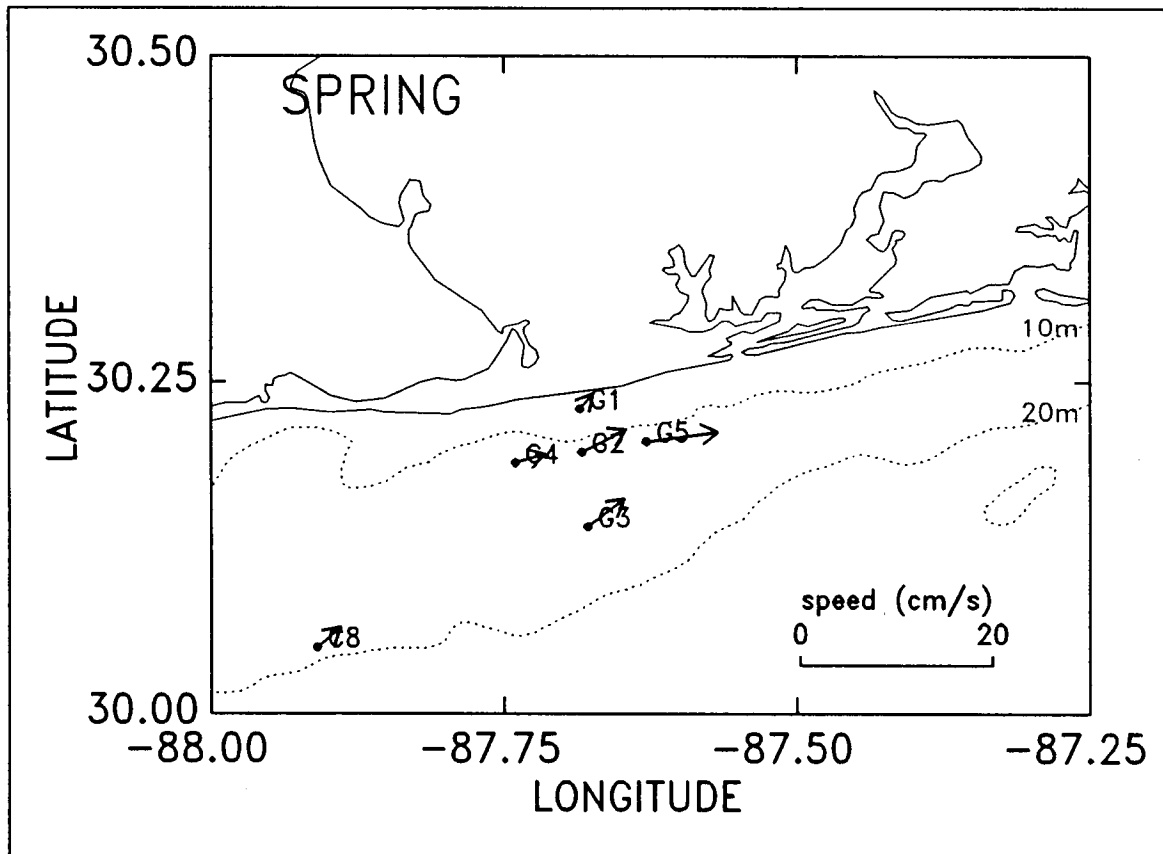 30.50
SPRING
LATITUDE
10m
30.25
G1
20m
G2
G5
G4
G3
speed (cm/s)
C8
0 20
30.00
-88.00 -87.75 -87.50 -87.25
LONGITUDE